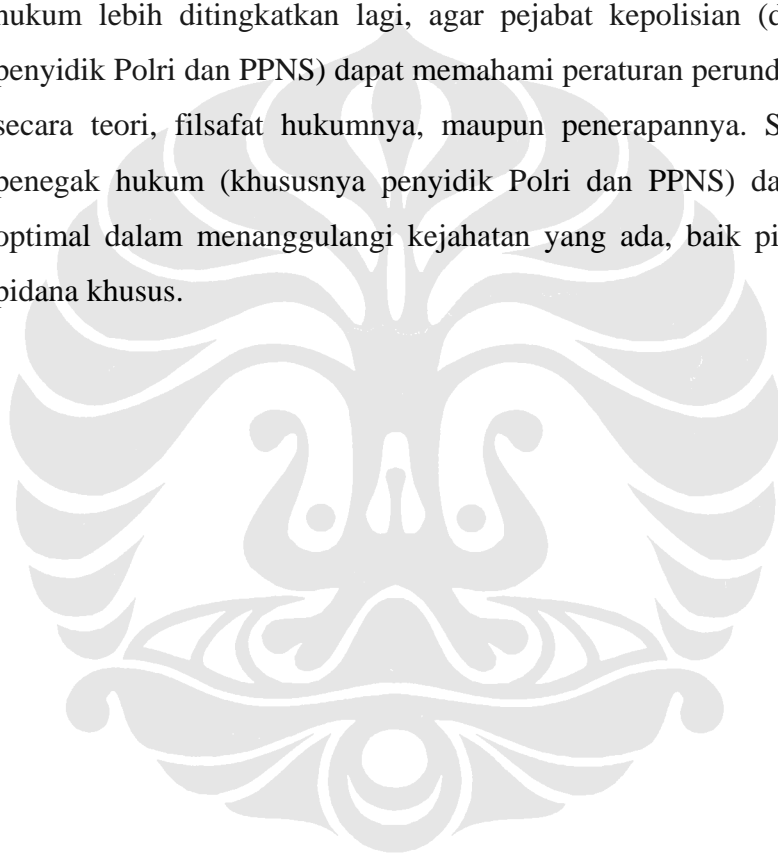 hukum lebih ditingkatkan lagi, agar pejabat kepolisian (d
penyidik Polri dan PPNS) dapat memahami peraturan perund
secara teori, filsafat hukumnya, maupun penerapannya. S
penegak hukum (khususnya penyidik Polri dan PPNS) da
optimal dalam menanggulangi kejahatan yang ada, baik pi
pidana khusus.